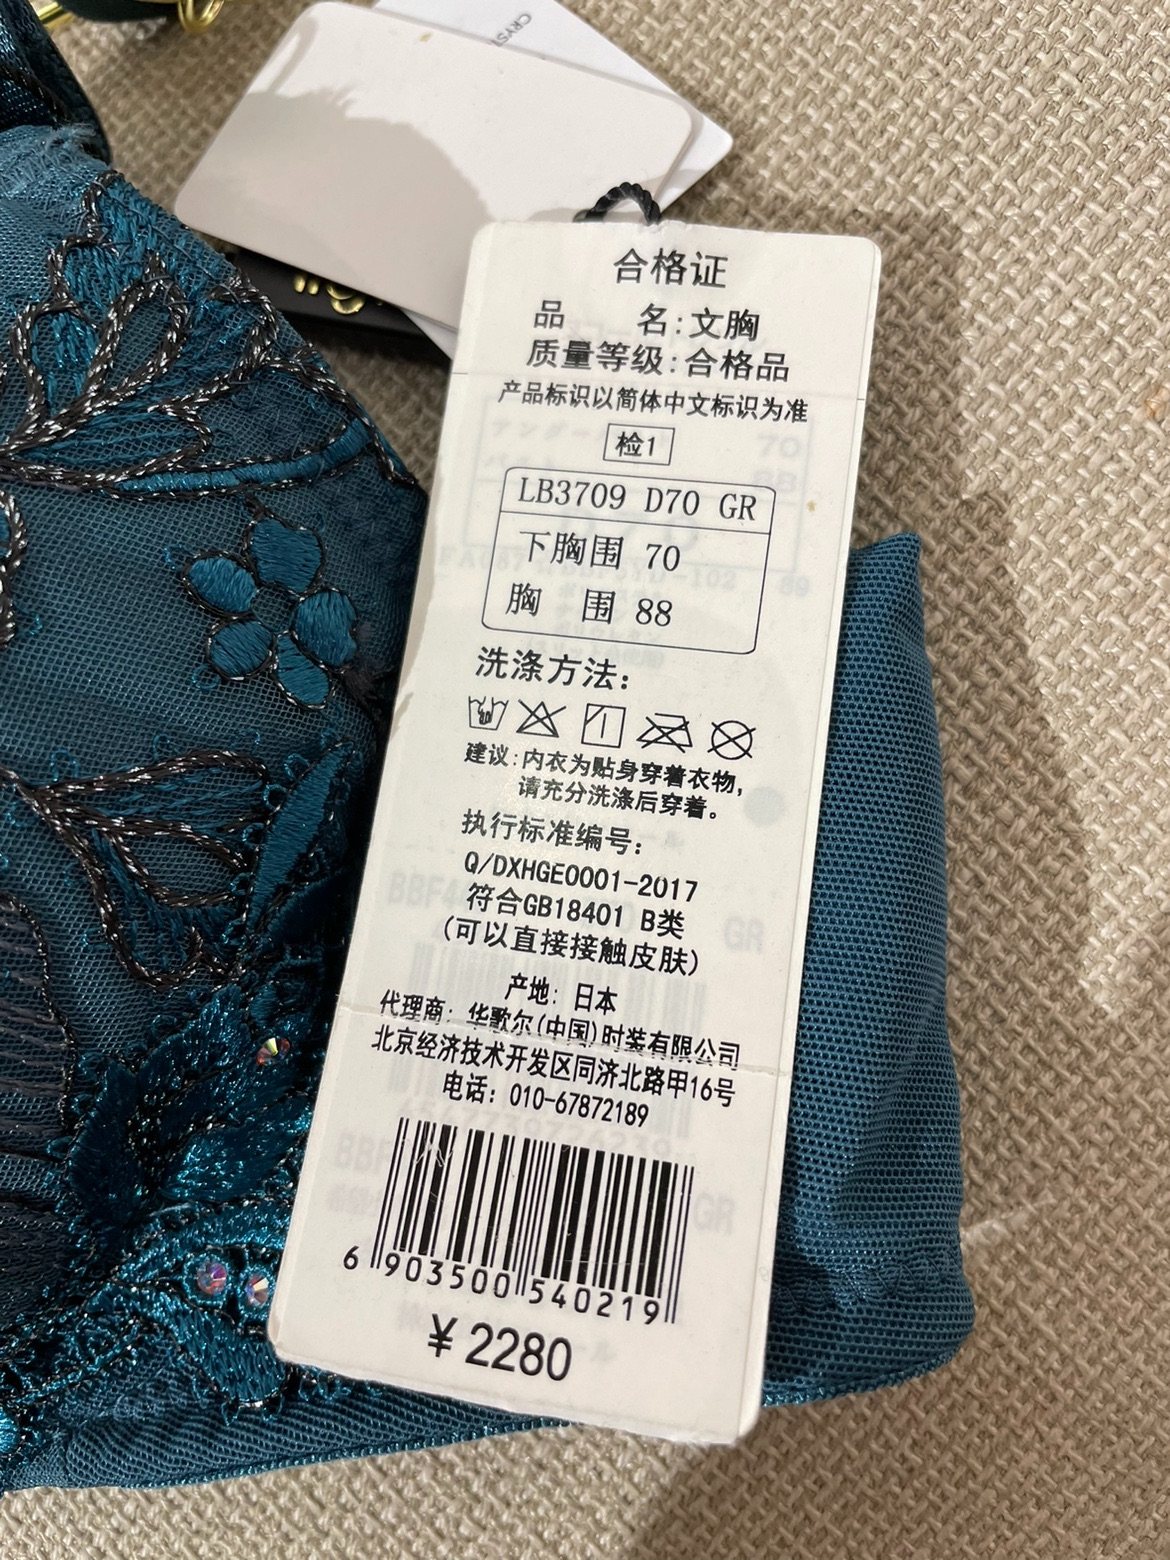 CRYST
合格证
品 名:文胸
质量等级:合格品
产品标识以简体中文标识为准
检1
LB3709 D70 GR
下胸围 70
胸 围 88
洗涤方法:
建议:内衣为贴身穿着衣物,
请充分洗涤后穿着。
执行标准编号:
Q/DXHGE0001-2017
符合GB18401 B类
(可以直接接触皮肤)
产地: 日本
代理商: 华歌尔(中国)时装有限公司
北京经济技术开发区同济北路甲16号
电话: 010-67872189
6 903500 540219
¥ 2280